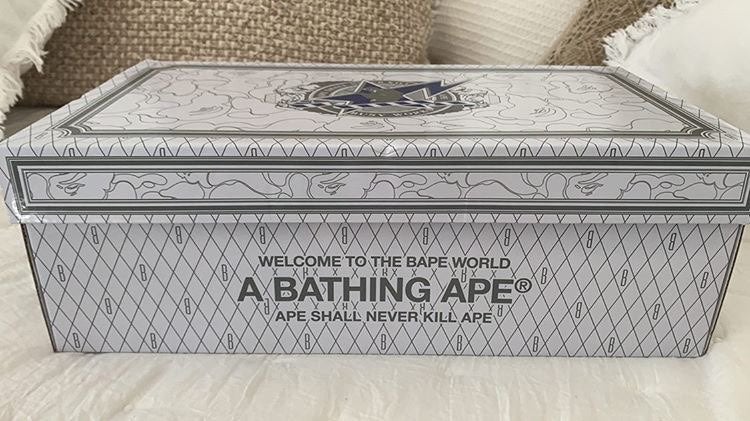 WELCOME TO THE BAPE WORLD
A BATHING APE®
APE SHALL NEVER KILL APE